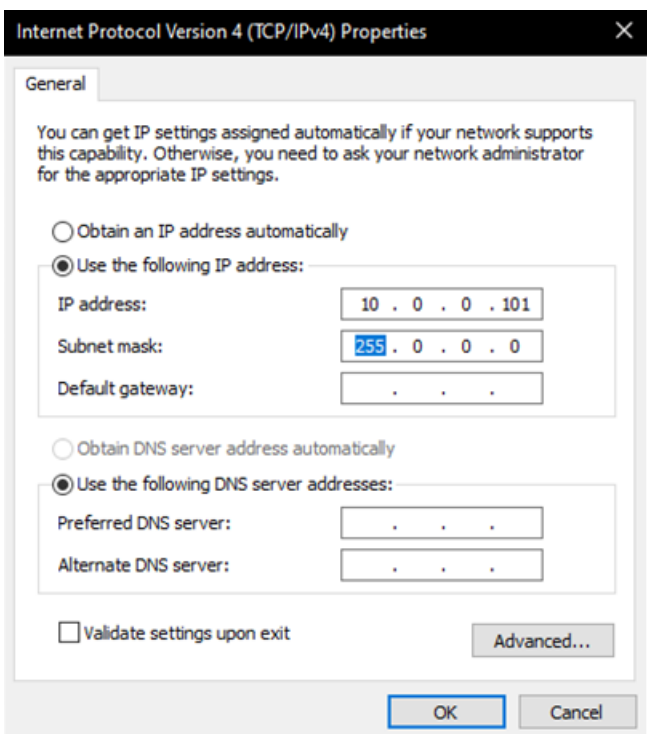 Internet Protocol Version 4 (TCP/IPv4) Properties
General
You can get IP settings assigned automatically if your network supports
this capability. Otherwise, you need to ask your network administrator
for the appropriate IP settings.
Obtain an IP address automatically
Use the following IP address:
IP address: 10 . 0 . 0 . 101
Subnet mask: 255 . 0 . 0 . 0
Default gateway: . . .
Obtain DNS server address automatically
Use the following DNS server addresses:
Preferred DNS server: . . .
Alternate DNS server: . . .
Validate settings upon exit
Advanced...
OK Cancel